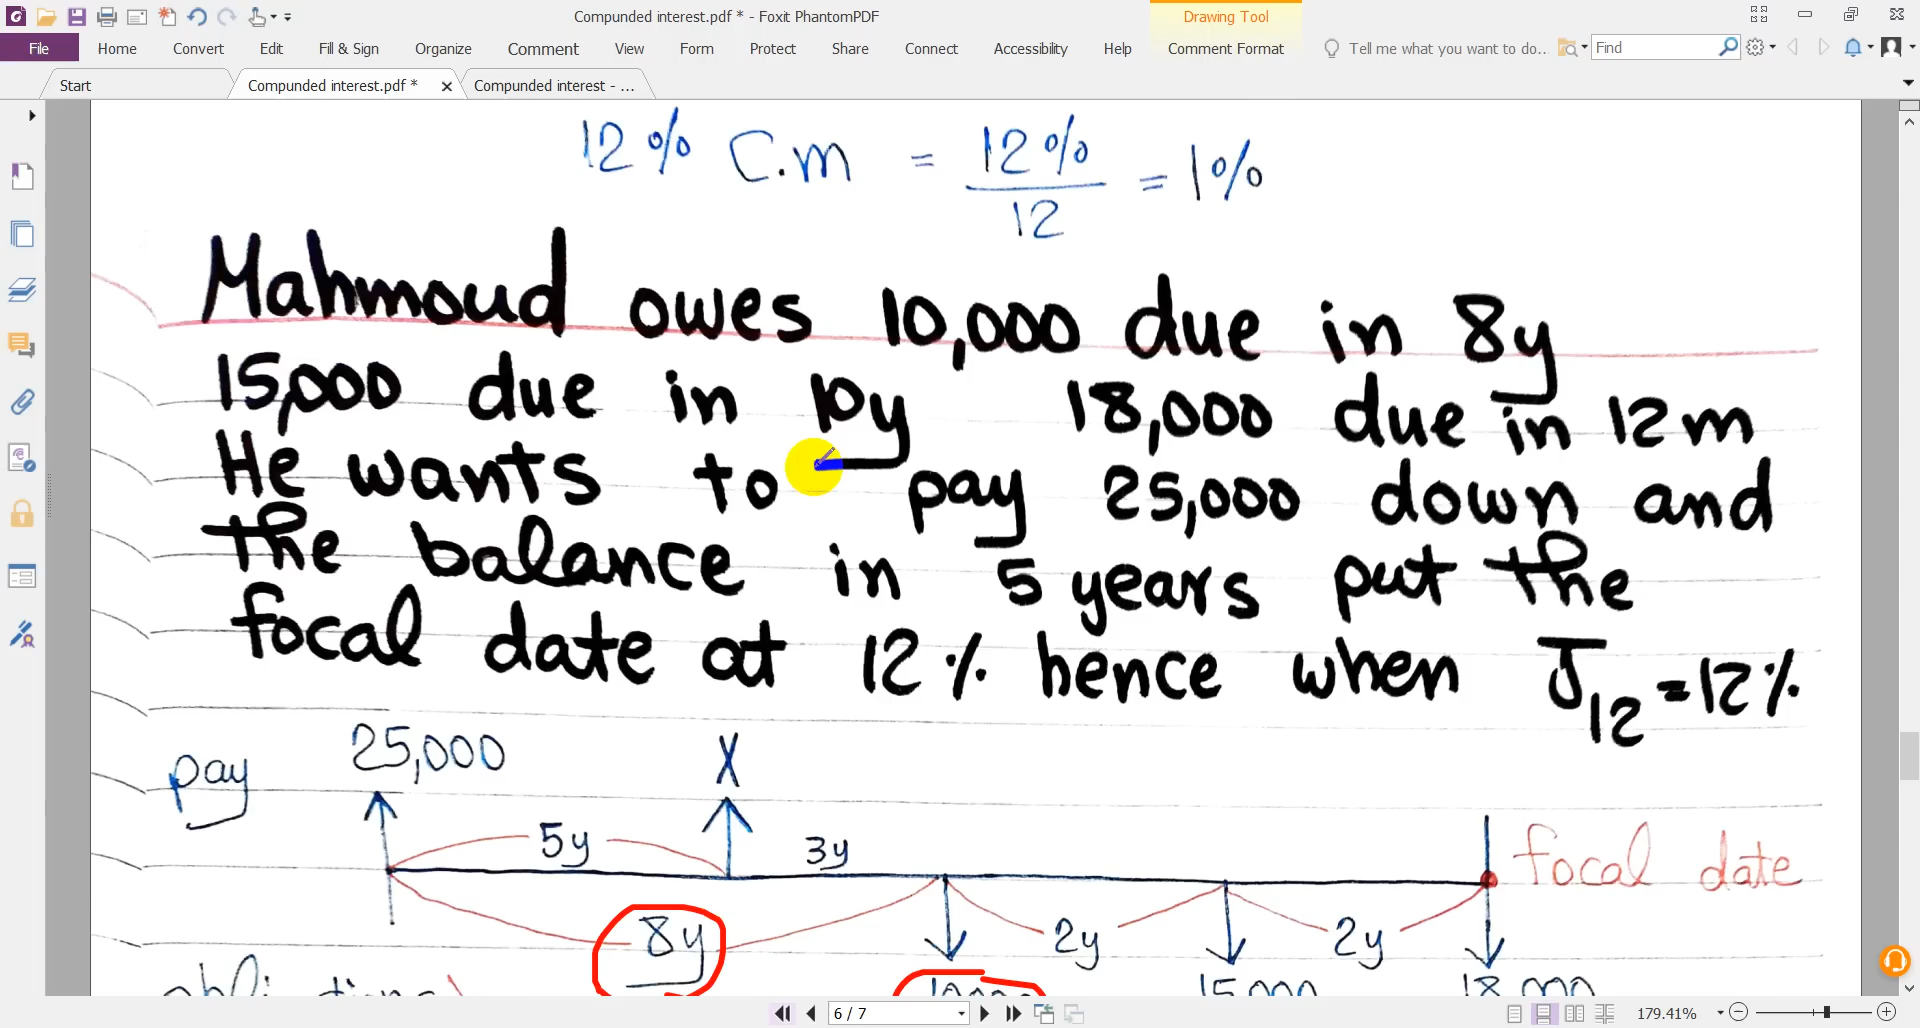 Compunded interest.pdf * - Foxit PhantomPDF
Drawing Tool
File Home Convert Edit Fill & Sign Organize Comment View Form Protect Share Connect Accessibility Help Comment Format Tell me what you want to do... Find
Start Compunded interest.pdf * Compunded interest - ...
12% C.m = 12%/12 = 1%
Mahmoud owes 10,000 due in 8y
15,000 due in 10y 18,000 due in 12m
He wants to pay 25,000 down and
the balance in 5 years put the
focal date at 12% hence when J12=12%
pay 25,000 X
5y 3y focal date
8y 2y 2y
10000 15000 18000
6 / 7 179.41%